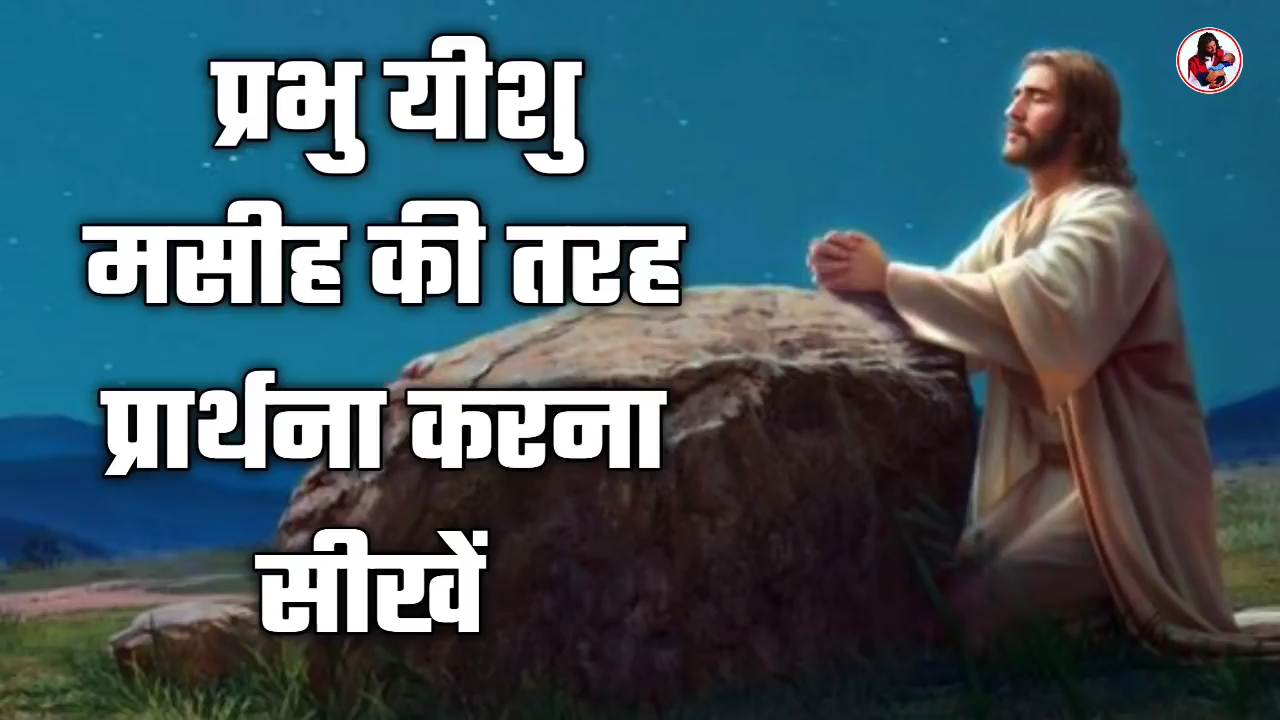 प्रभु यीशु
मसीह की तरह
प्रार्थना करना
सीखें